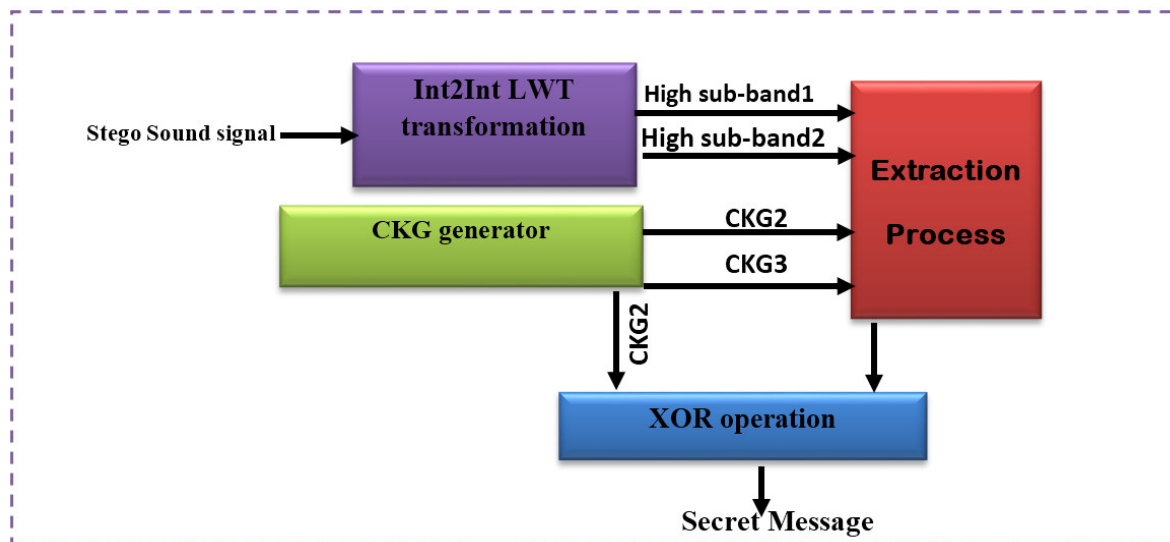 Int2Int LWT
transformation
High sub-band1
Stego Sound signal
High sub-band2
Extraction
Process
CKG generator
CKG2
CKG3
CKG2
XOR operation
Secret Message